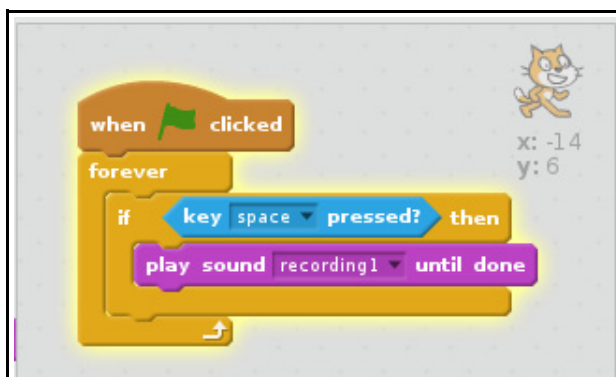 when clicked
x: -14
y: 6
forever
if key space pressed? then
play sound recording1 until done